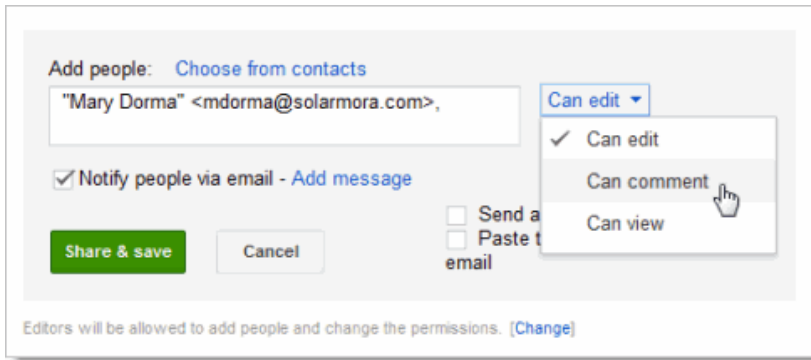 Add people: Choose from contacts
"Mary Dorma" <mdorma@solarmora.com>,
Can edit
Can edit
Can comment
Can view
Notify people via email - Add message
Send a
Paste t
email
Share & save
Cancel
Editors will be allowed to add people and change the permissions. [Change]